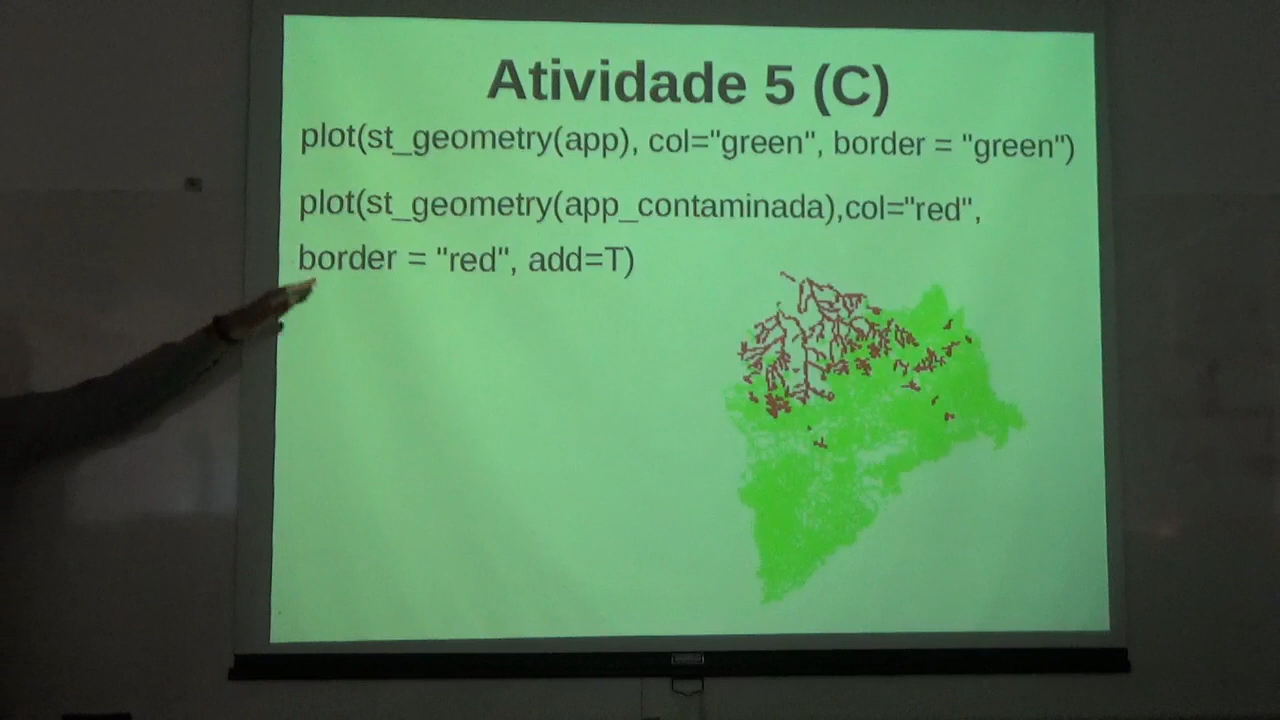 Atividade 5 (C)
plot(st_geometry(app), col="green", border = "green")
plot(st_geometry(app_contaminada),col="red",
border = "red", add=T)